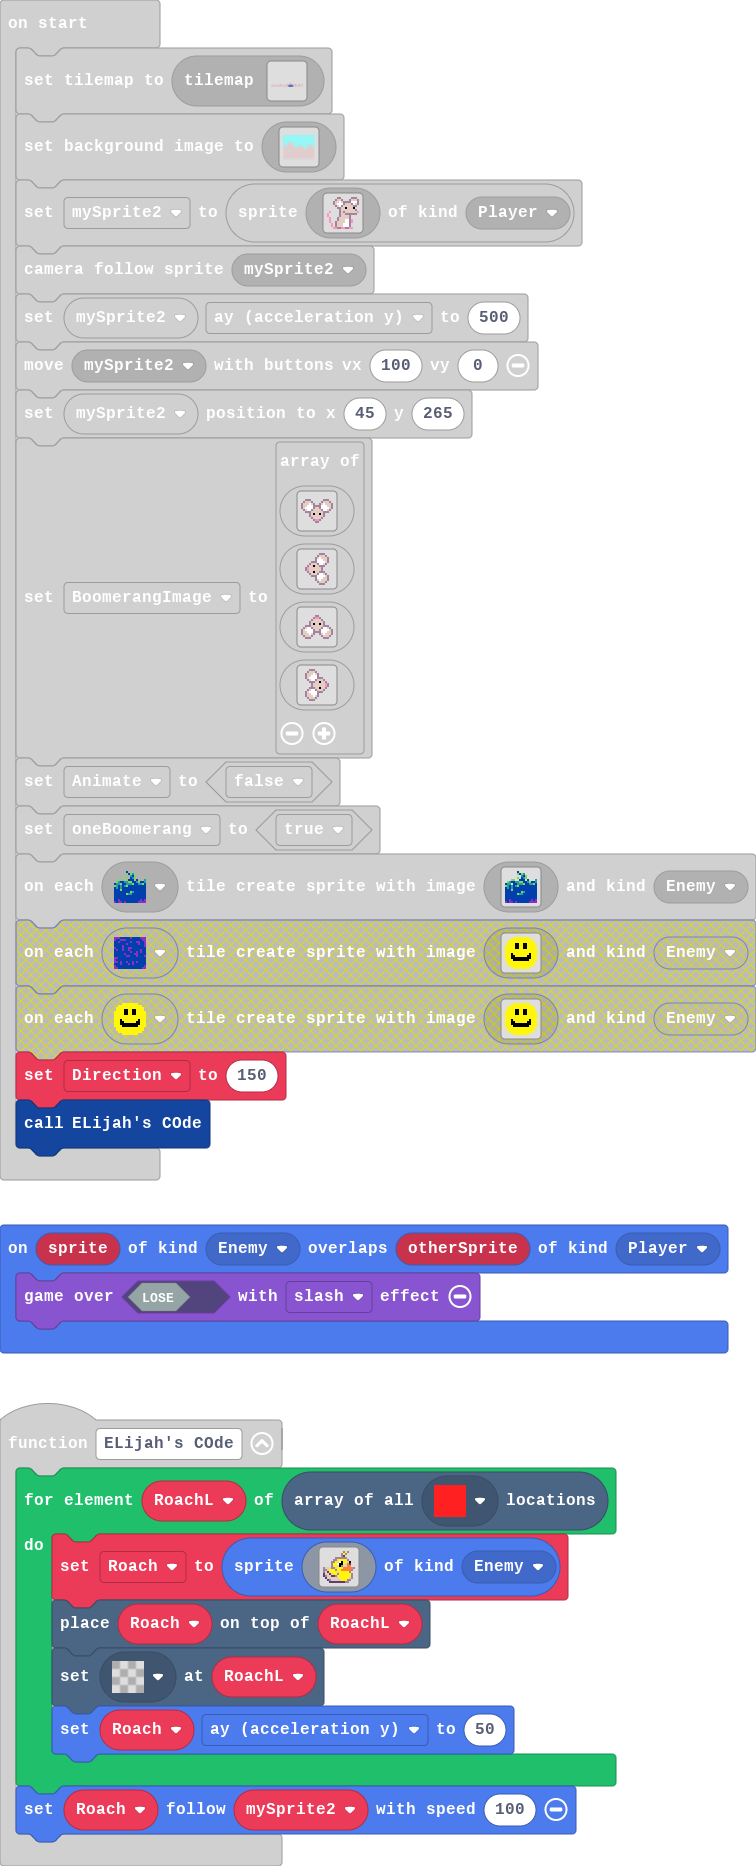 on start
set tilemap to tilemap
set background image to
set mySprite2 to sprite of kind Player
camera follow sprite mySprite2
set mySprite2 ay (acceleration y) to 500
move mySprite2 with buttons vx 100 vy 0
set mySprite2 position to x 45 y 265
array of
set BoomerangImage to
set Animate to false
set oneBoomerang to true
on each tile create sprite with image and kind Enemy
on each tile create sprite with image and kind Enemy
on each tile create sprite with image and kind Enemy
set Direction to 150
call ELijah's COde
on sprite of kind Enemy overlaps otherSprite of kind Player
game over LOSE with slash effect
function ELijah's COde
for element RoachL of array of all locations
do
set Roach to sprite of kind Enemy
place Roach on top of RoachL
set at RoachL
set Roach ay (acceleration y) to 50
set Roach follow mySprite2 with speed 100